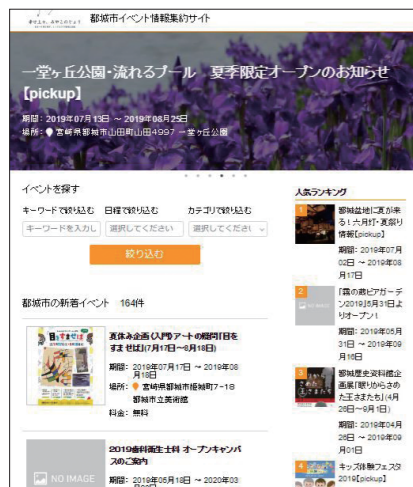 都城市イベント情報集約サイト
一堂ヶ丘公園・流れるプール 夏季限定オープンのお知らせ
【pickup】
期間：2019年07月13日 ～ 2019年08月25日
場所：宮崎県都城市山田町山田4997 一堂ヶ丘公園
イベントを探す
キーワードで絞り込む 日程で絞り込む カテゴリで絞り込む
キーワードを入力し 選択してください 選択してくださ
絞り込む
都城市の新着イベント 164件
夏休み企画《入門》アートの疑問「目を
すませば」(7月17日～8月18日)
期間：2019年07月17日 ～ 2019年08
月18日
場所：宮崎県都城市姫城町7-18
都城市立美術館
料金：無料
2019歯科衛生士科 オープンキャンパ
スのご案内
NO IMAGE
期間：2019年05月18日 ～ 2020年03
人気ランキング
1
都城盆地に夏が来
る！六月灯・夏祭り
情報【pickup】
期間：2019年07月
02日 ～ 2019年08
月17日
2
NO IMAGE
「霧の蔵ビアガーデ
ン2019」5月31日よ
りオープン！
期間：2019年05月
31日 ～ 2019年09
月16日
3
都城歴史資料館企
画展「眠りからさめ
た王さまたち」(4月
26日～9月1日)
期間：2019年04月
26日 ～ 2019年09
月01日
4
キッズ体験フェスタ
2019【pickup】